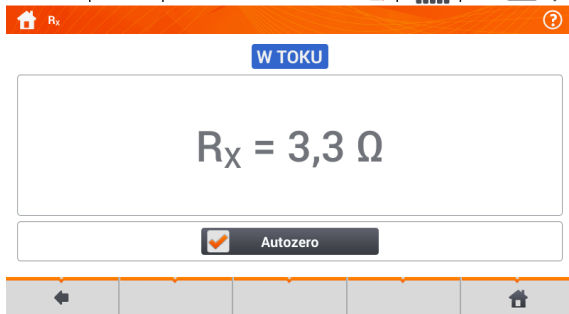 Rx
W TOKU
Rx = 3,3 Ω
Autozero